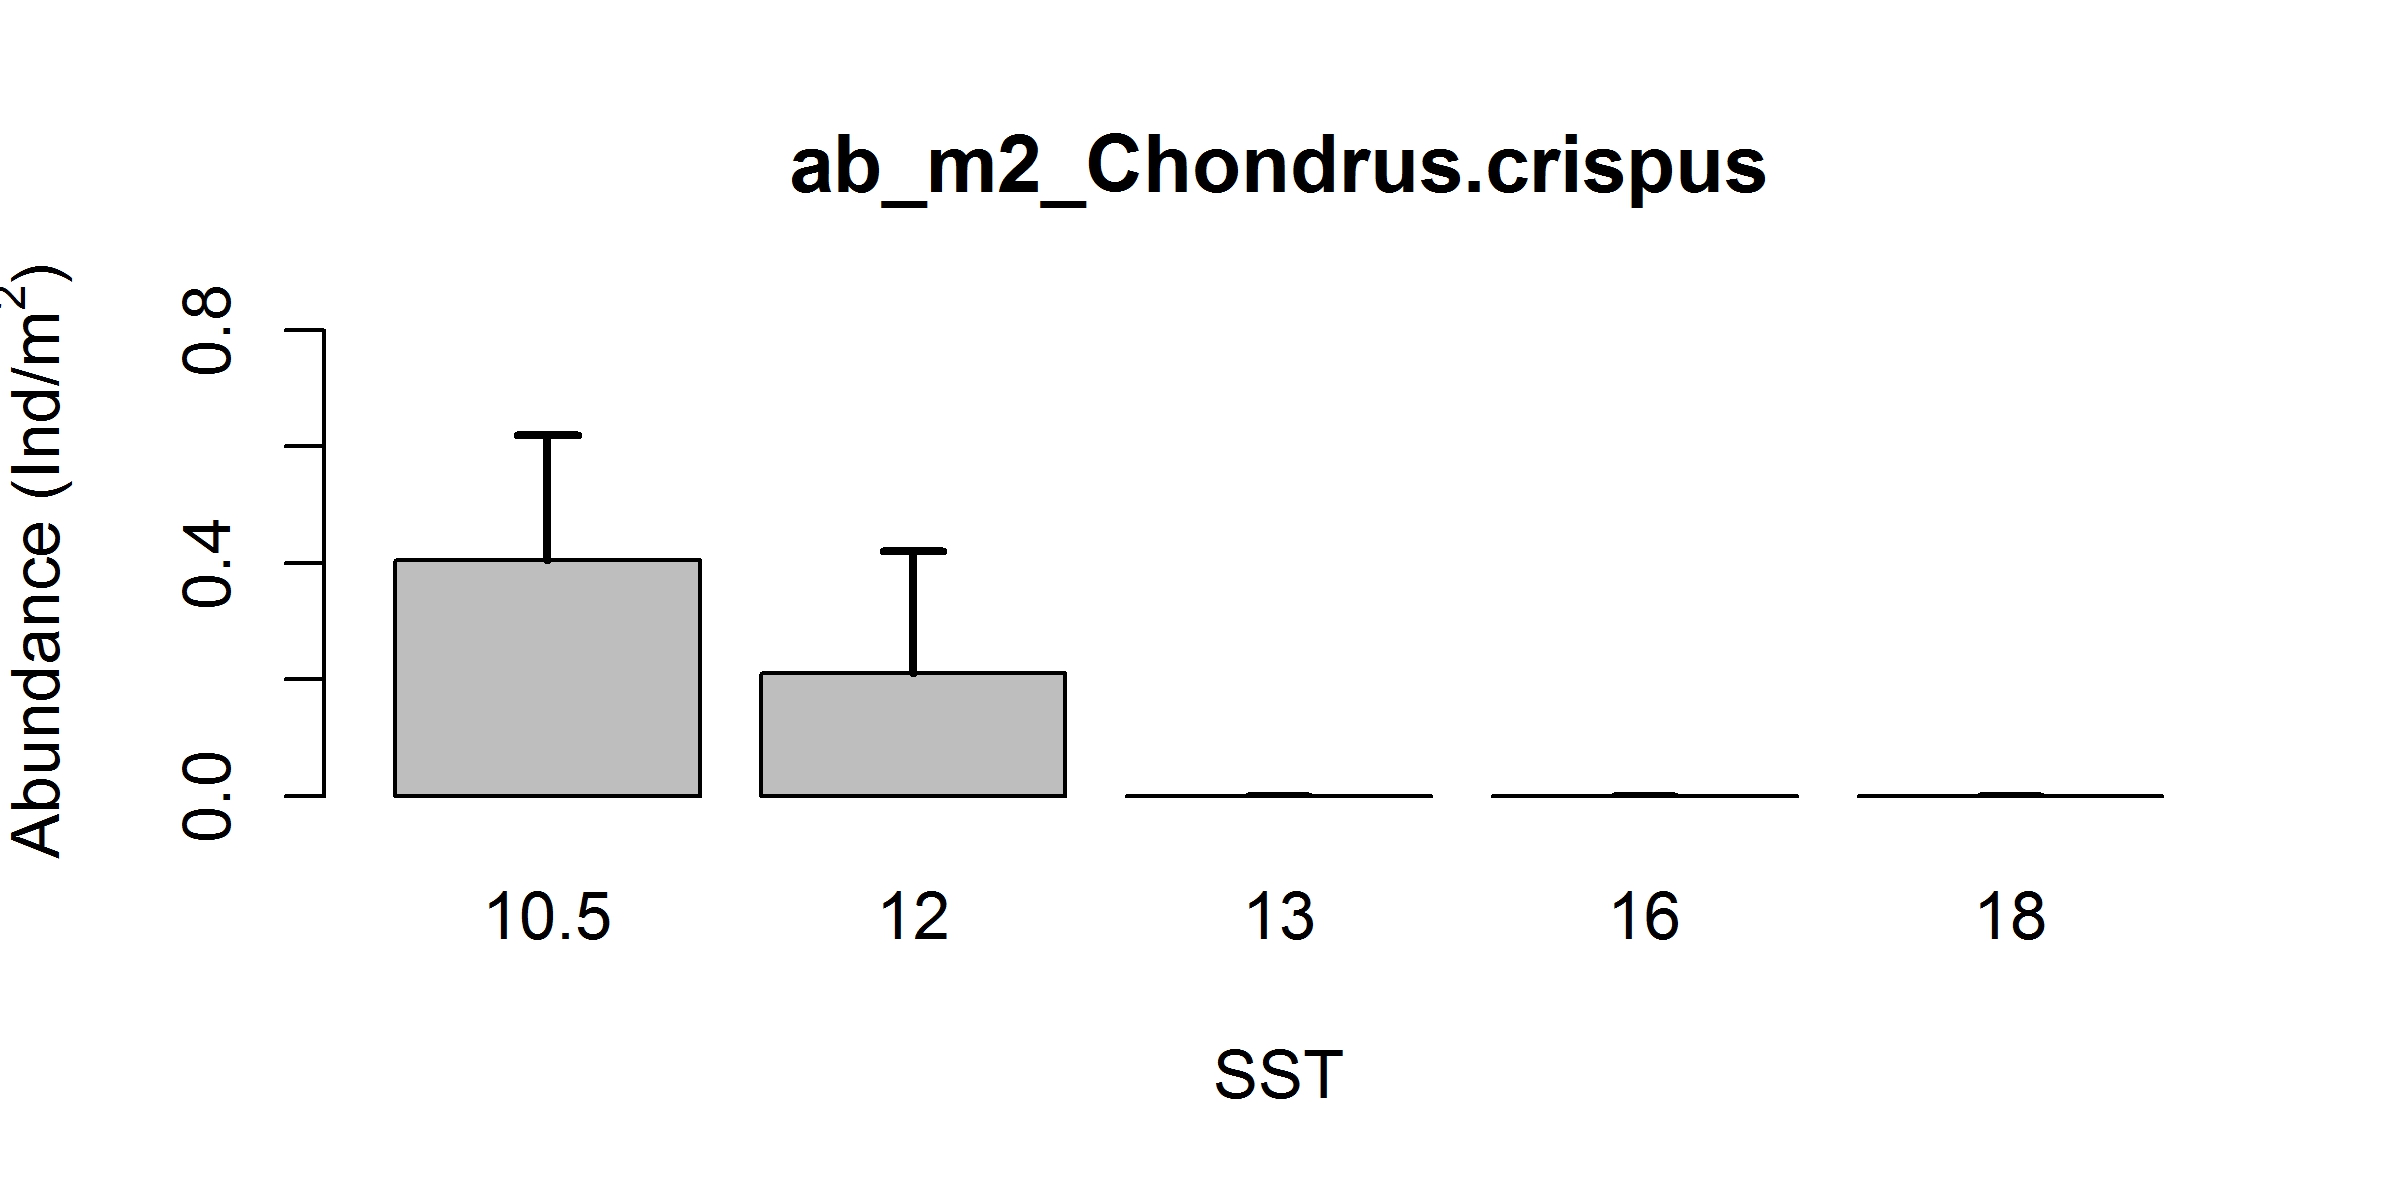 ab_m2_Chondrus.crispus
Abundance (Ind/m²)
0.8
0.4
0.0
10.5 12 13 16 18
SST